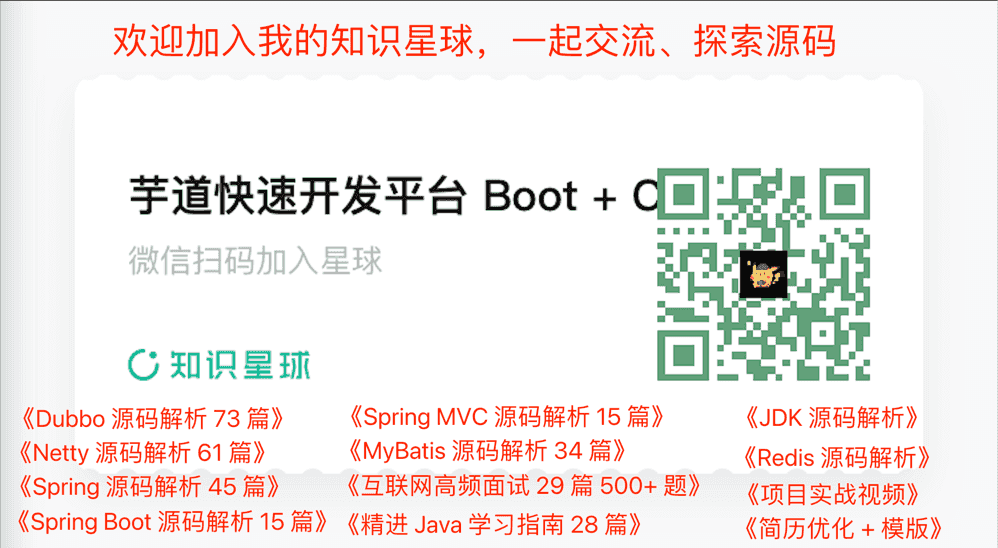 欢迎加入我的知识星球，一起交流、探索源码
芋道快速开发平台 Boot + C
微信扫码加入星球
知识星球
《Dubbo 源码解析 73 篇》
《Netty 源码解析 61 篇》
《Spring 源码解析 45 篇》
《Spring Boot 源码解析 15 篇》
《Spring MVC 源码解析 15 篇》
《MyBatis 源码解析 34 篇》
《互联网高频面试 29 篇 500+ 题》
《精进 Java 学习指南 28 篇》
《JDK 源码解析》
《Redis 源码解析》
《项目实战视频》
《简历优化 + 模版》